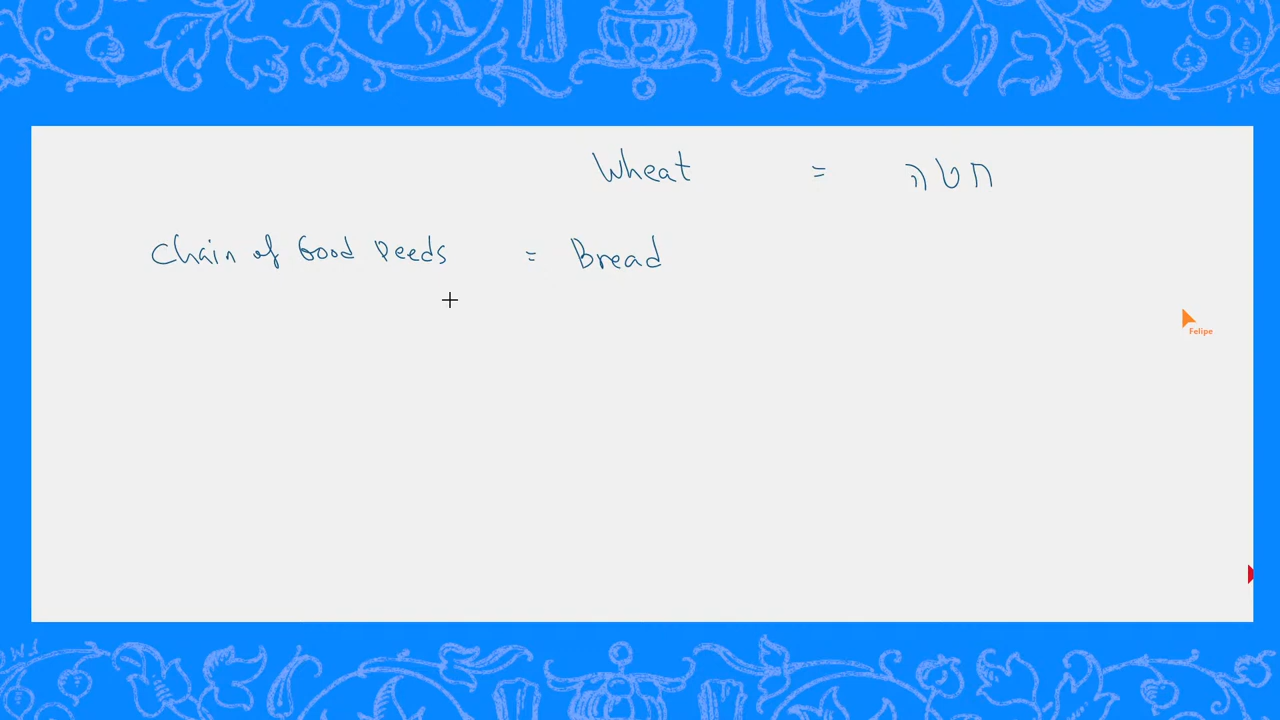 Wheat = חטה
Chain of Good Deeds = Bread
Felipe